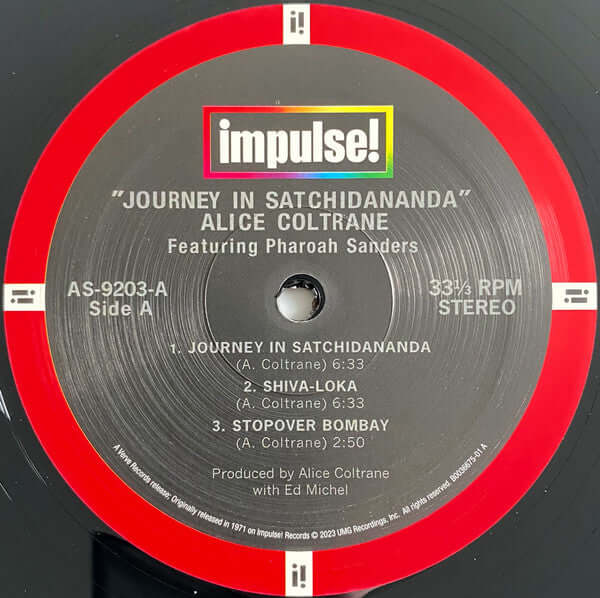 i!
impulse!
"JOURNEY IN SATCHIDANANDA"
ALICE COLTRANE
Featuring Pharoah Sanders
AS-9203-A
Side A
33⅓ RPM
STEREO
i!
i!
1. JOURNEY IN SATCHIDANANDA
(A. Coltrane) 6:33
2. SHIVA-LOKA
(A. Coltrane) 6:33
3. STOPOVER BOMBAY
(A. Coltrane) 2:50
Produced by Alice Coltrane
with Ed Michel
A Verve Records release; Originally released in 1971 on Impulse! Records © 2023 UMG Recordings, Inc. All rights reserved. B0036675-01 A
i!